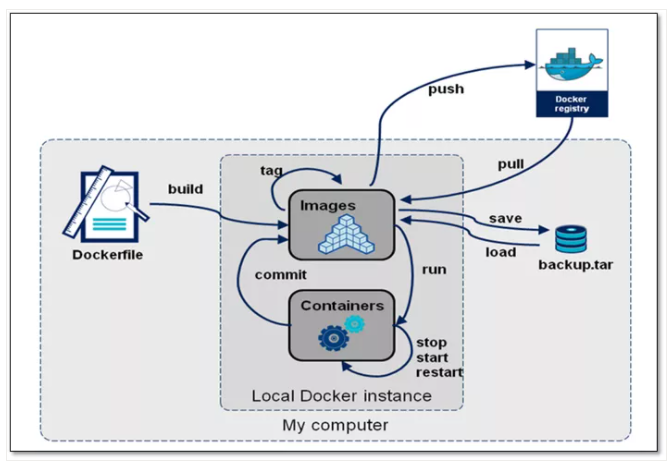 push
Docker
registry
pull
tag
build
Images
save
Dockerfile
load
backup.tar
commit
run
Containers
stop
start
restart
Local Docker instance
My computer